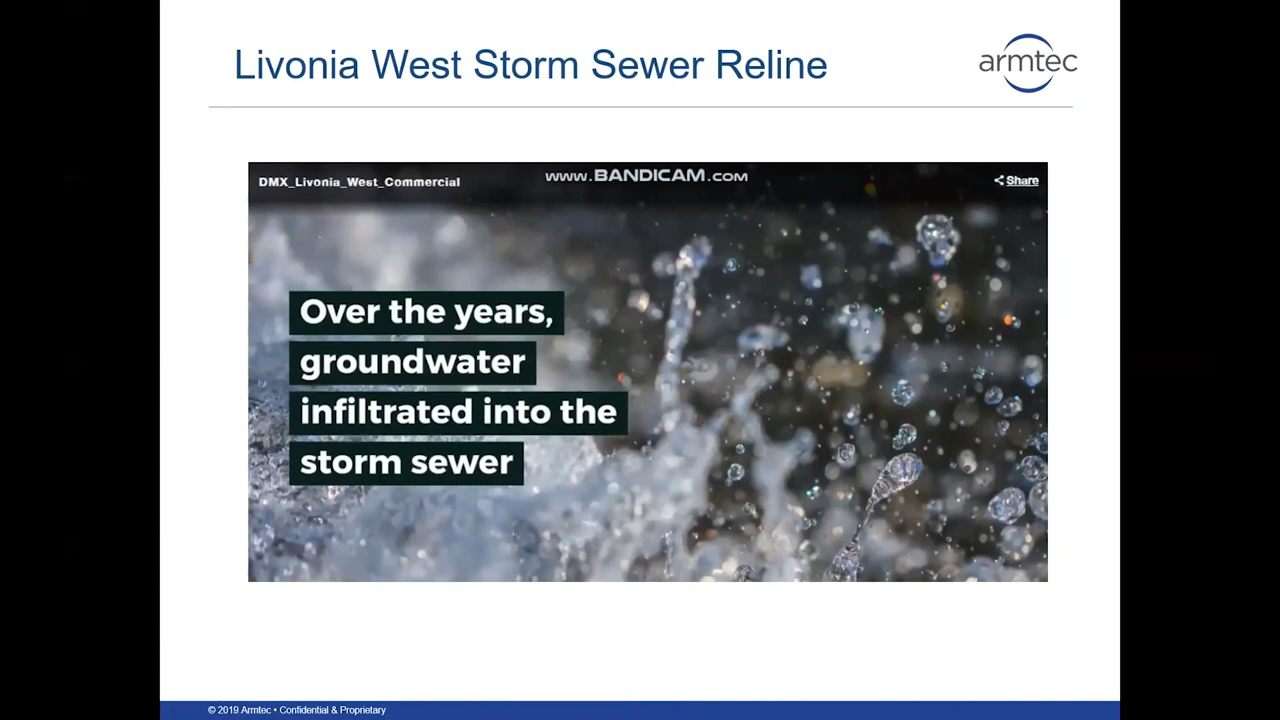 Livonia West Storm Sewer Reline
armtec
DMX_Livonia_West_Commercial
www.BANDICAM.com
Share
Over the years,
groundwater
infiltrated into the
storm sewer
© 2019 Armtec • Confidential & Proprietary